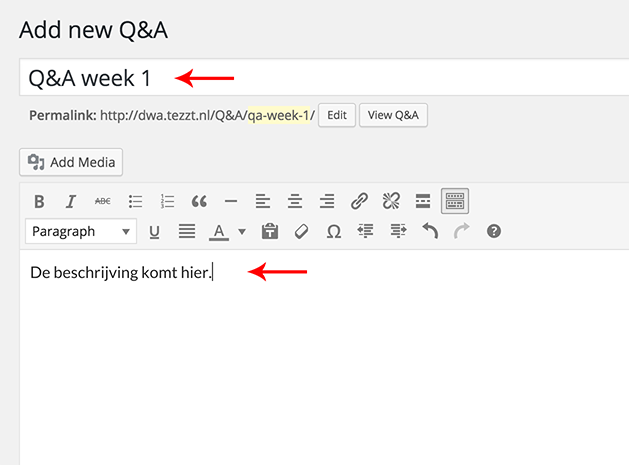 Add new Q&A
Q&A week 1
Permalink: http://dwa.tezzt.nl/Q&A/qa-week-1/ Edit View Q&A
Add Media
B I ABC
Paragraph U A Ω ?
De beschrijving komt hier.